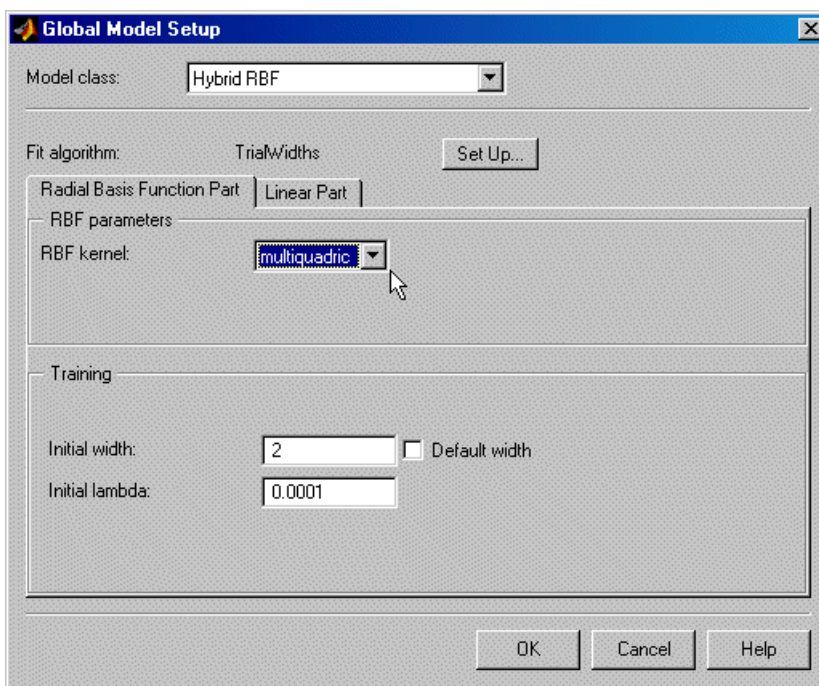 Global Model Setup
Model class: Hybrid RBF
Fit algorithm: TrialWidths Set Up...
Radial Basis Function Part Linear Part
RBF parameters
RBF kernel: multiquadric
Training
Initial width: 2 Default width
Initial lambda: 0.0001
OK Cancel Help